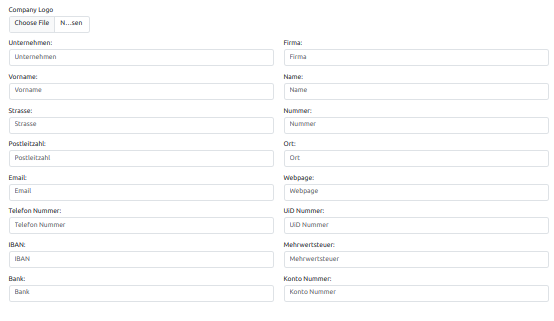 Company Logo
Choose File N...sen
Unternehmen: Firma:
Unternehmen Firma
Vorname: Name:
Vorname Name
Strasse: Nummer:
Strasse Nummer
Postleitzahl: Ort:
Postleitzahl Ort
Email: Webpage:
Email Webpage
Telefon Nummer: UiD Nummer:
Telefon Nummer UiD Nummer
IBAN: Mehrwertsteuer:
IBAN Mehrwertsteuer
Bank: Konto Nummer:
Bank Konto Nummer